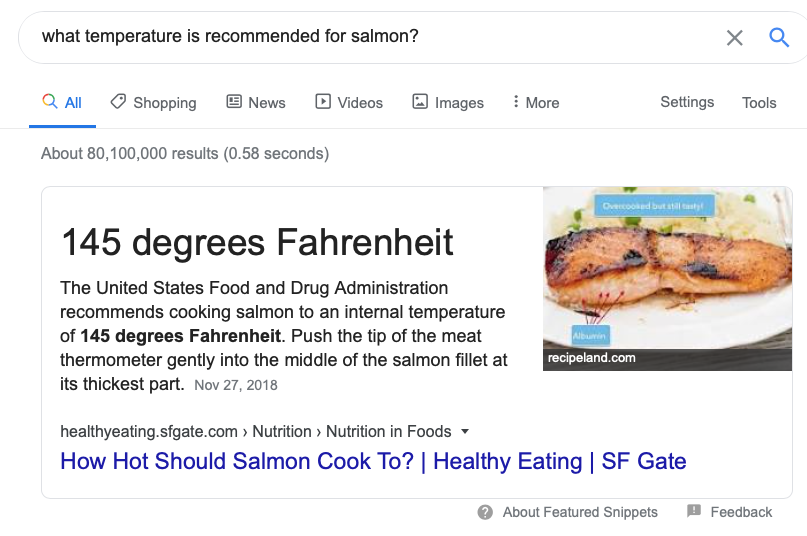 what temperature is recommended for salmon?
All Shopping News Videos Images More Settings Tools
About 80,100,000 results (0.58 seconds)
145 degrees Fahrenheit
The United States Food and Drug Administration
recommends cooking salmon to an internal temperature
of 145 degrees Fahrenheit. Push the tip of the meat
thermometer gently into the middle of the salmon fillet at
its thickest part. Nov 27, 2018
Overcooked but still tasty!
Albumin
recipeland.com
healthyeating.sfgate.com › Nutrition › Nutrition in Foods
How Hot Should Salmon Cook To? | Healthy Eating | SF Gate
About Featured Snippets Feedback